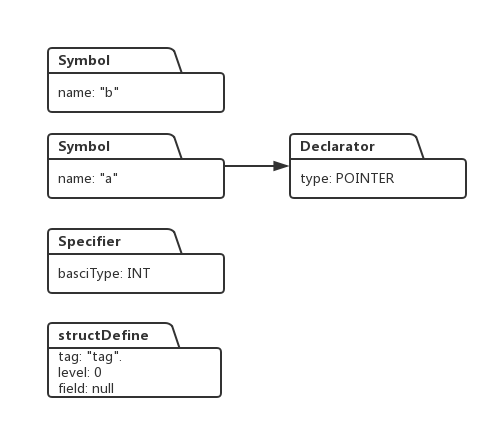 Symbol
name: "b"
Symbol
name: "a"
Declarator
type: POINTER
Specifier
basciType: INT
structDefine
tag: "tag".
level: 0
field: null